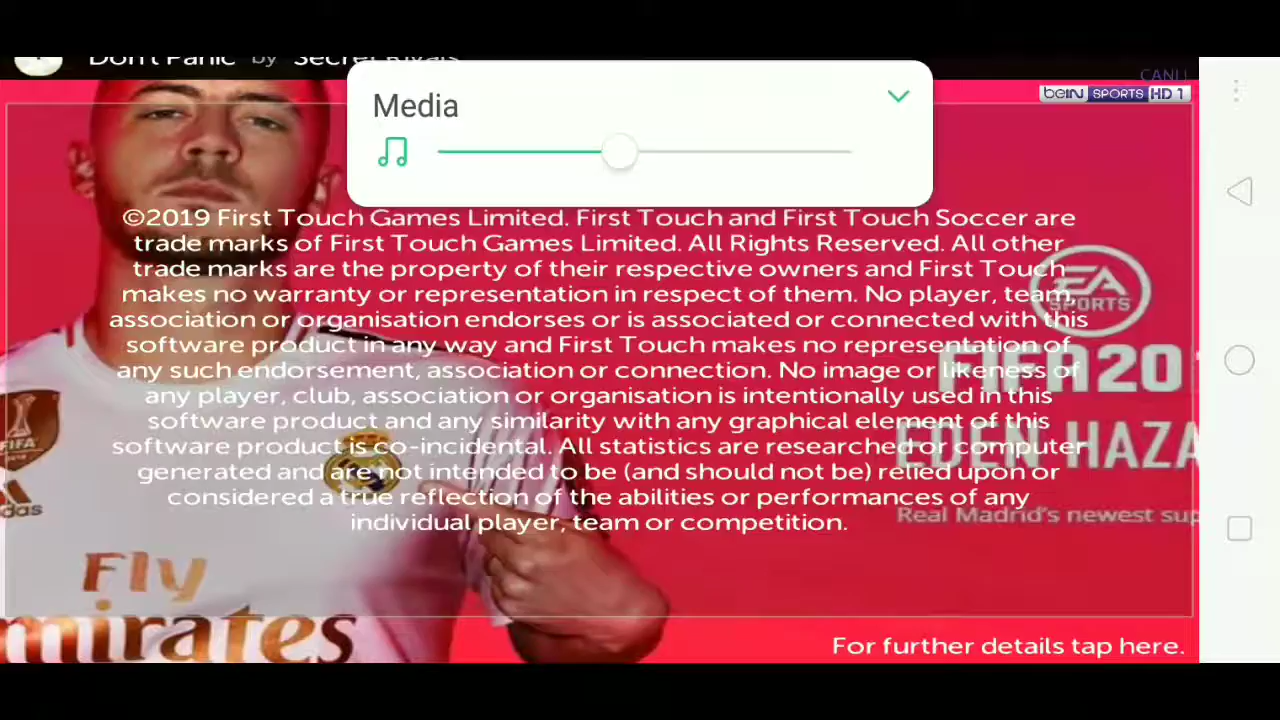 Don't Panic by Secret Rivals
CANLI
beIN SPORTS HD 1
Media
©2019 First Touch Games Limited. First Touch and First Touch Soccer are
trade marks of First Touch Games Limited. All Rights Reserved. All other
trade marks are the property of their respective owners and First Touch
makes no warranty or representation in respect of them. No player, team,
association or organisation endorses or is associated or connected with this
software product in any way and First Touch makes no representation of
any such endorsement, association or connection. No image or likeness of
any player, club, association or organisation is intentionally used in this
software product and any similarity with any graphical element of this
software product is co-incidental. All statistics are researched or computer
generated and are not intended to be (and should not be) relied upon or
considered a true reflection of the abilities or performances of any
individual player, team or competition.
EA
SPORTS
FIFA 20
EDEN HAZA
Real Madrid's newest sup
FIFA
das
Fly
mirates
For further details tap here.